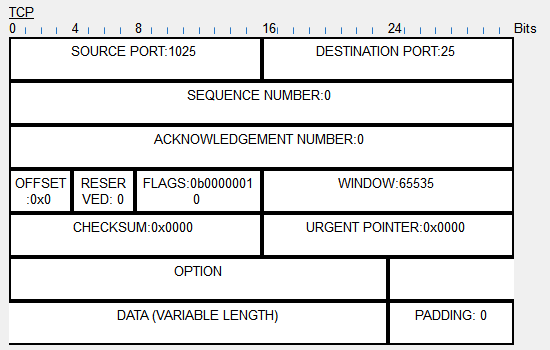 TCP
0 4 8 16 24 Bits
SOURCE PORT:1025 DESTINATION PORT:25
SEQUENCE NUMBER:0
ACKNOWLEDGEMENT NUMBER:0
OFFSET RESER FLAGS:0b0000001 WINDOW:65535
:0x0 VED: 0 0
CHECKSUM:0x0000 URGENT POINTER:0x0000
OPTION
DATA (VARIABLE LENGTH) PADDING: 0